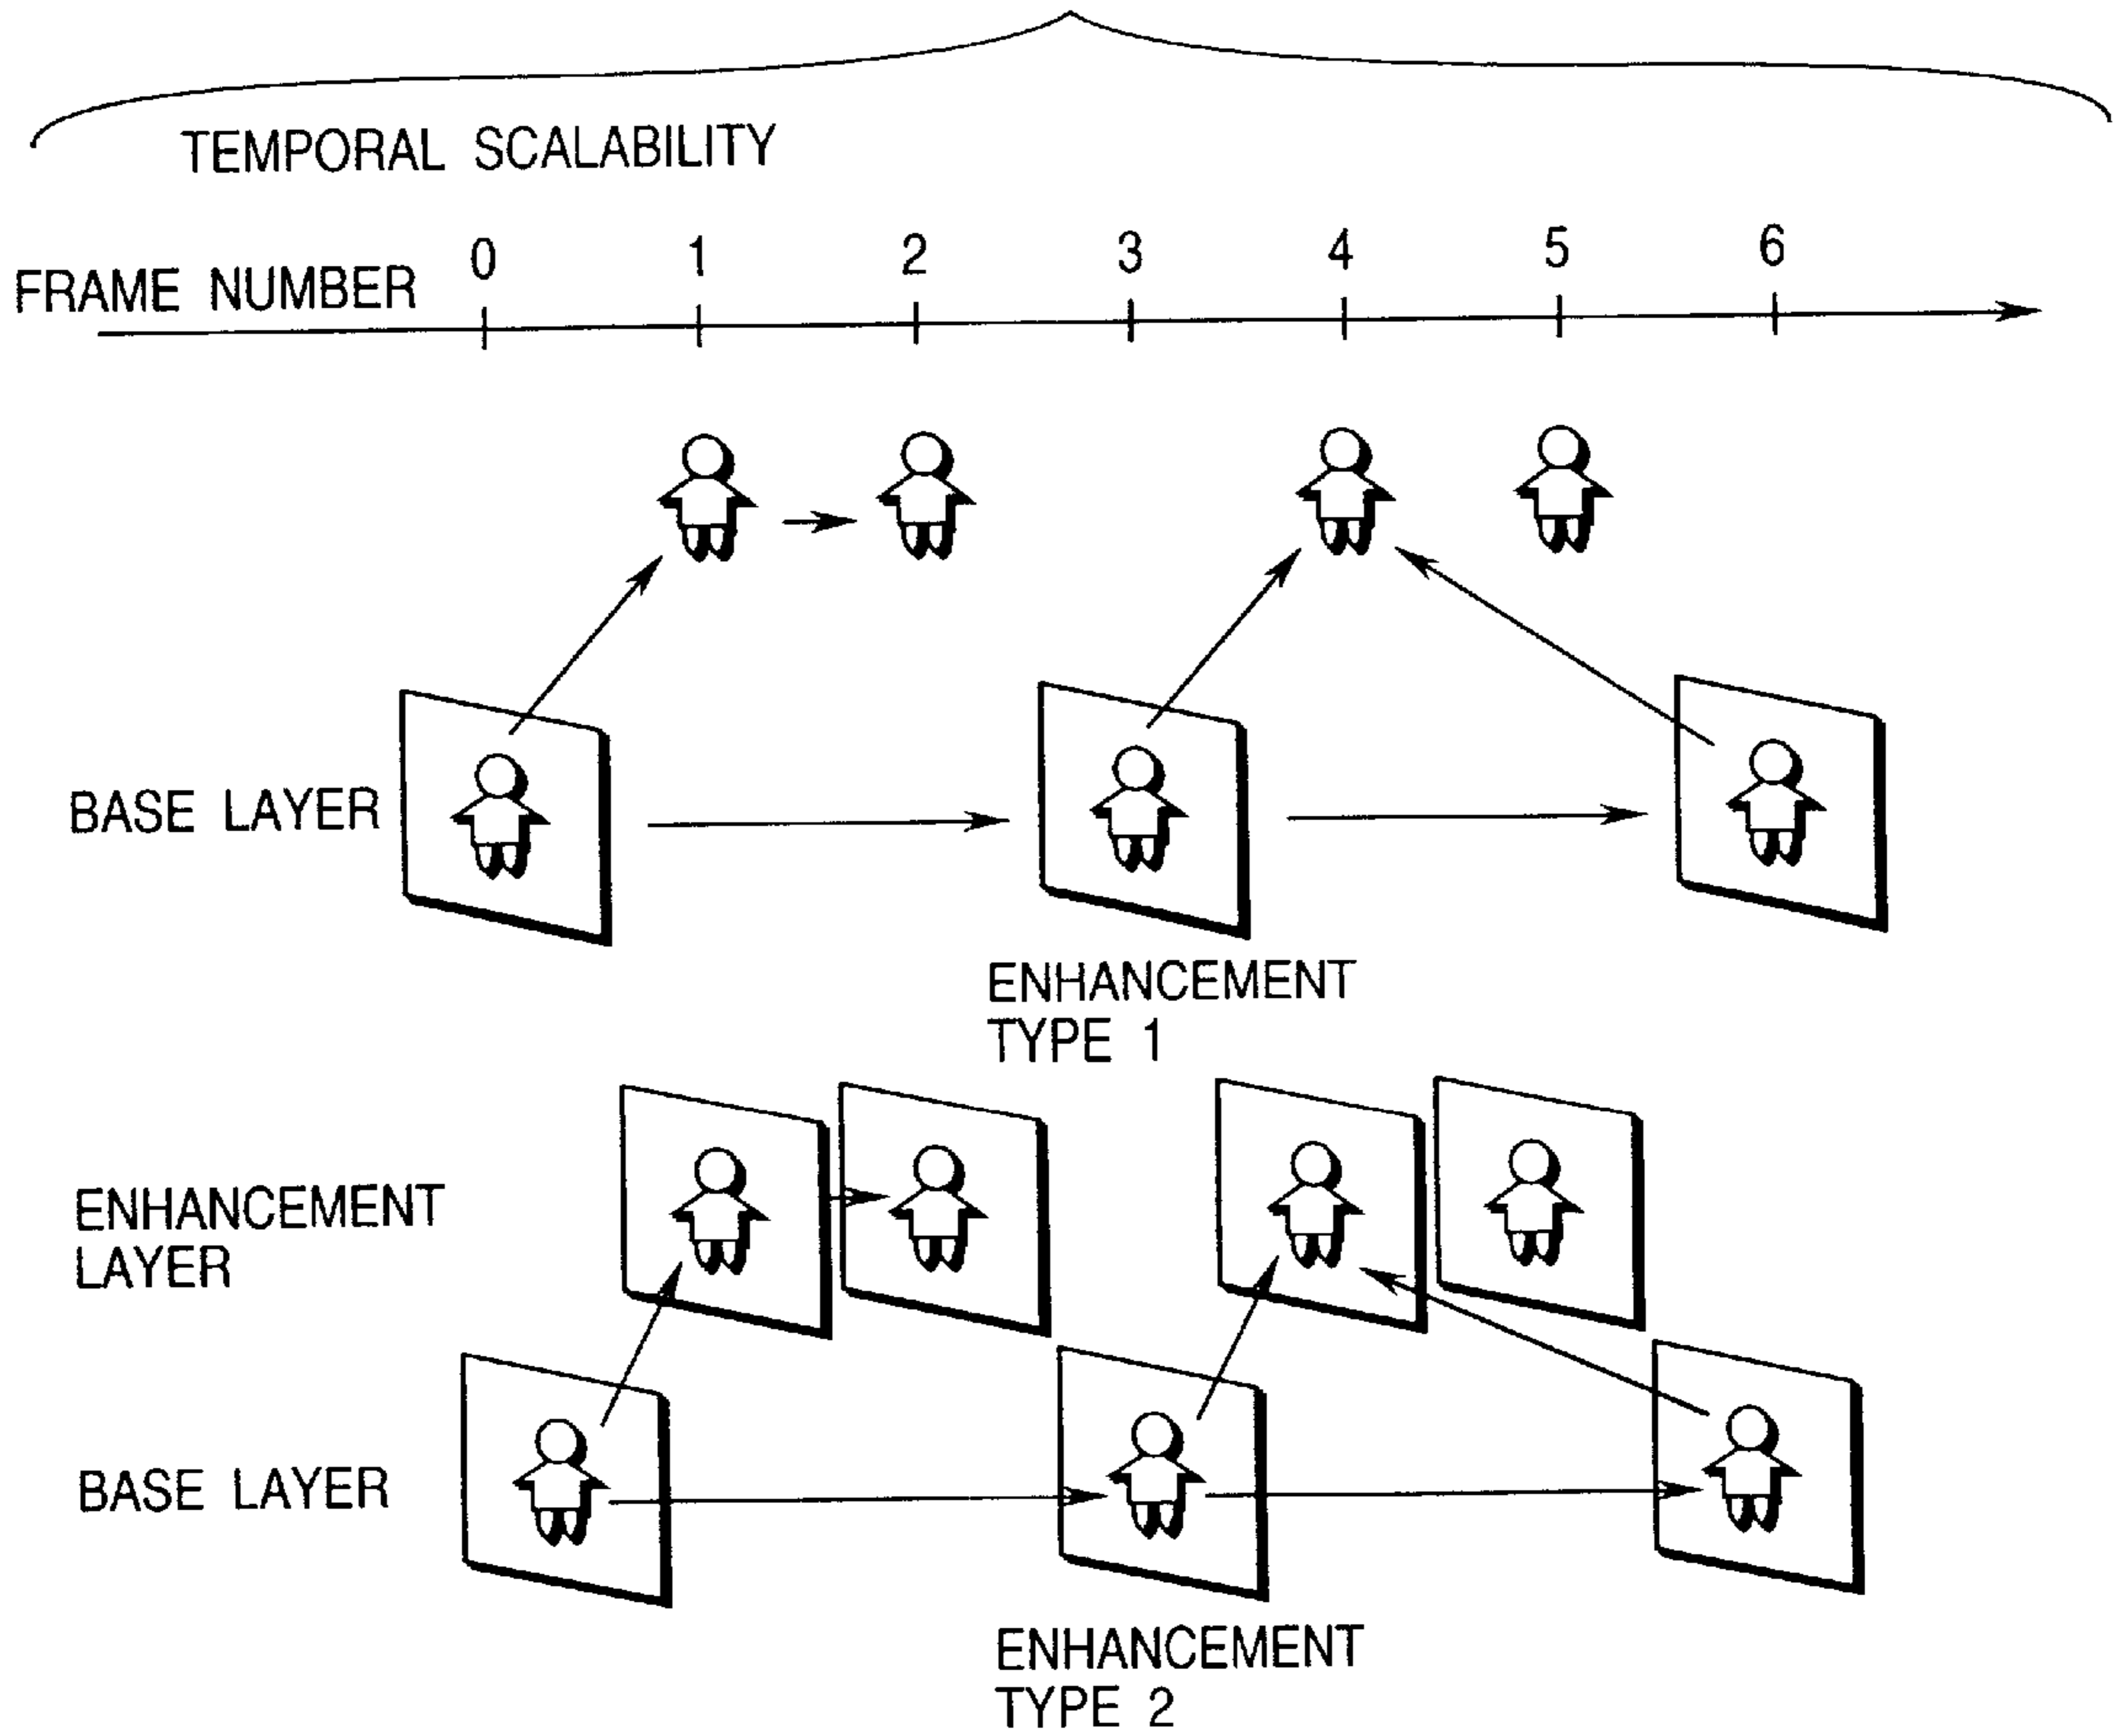 TEMPORAL SCALABILITY
FRAME NUMBER 0 1 2 3 4 5 6
BASE LAYER
ENHANCEMENT
TYPE 1
ENHANCEMENT
LAYER
BASE LAYER
ENHANCEMENT
TYPE 2